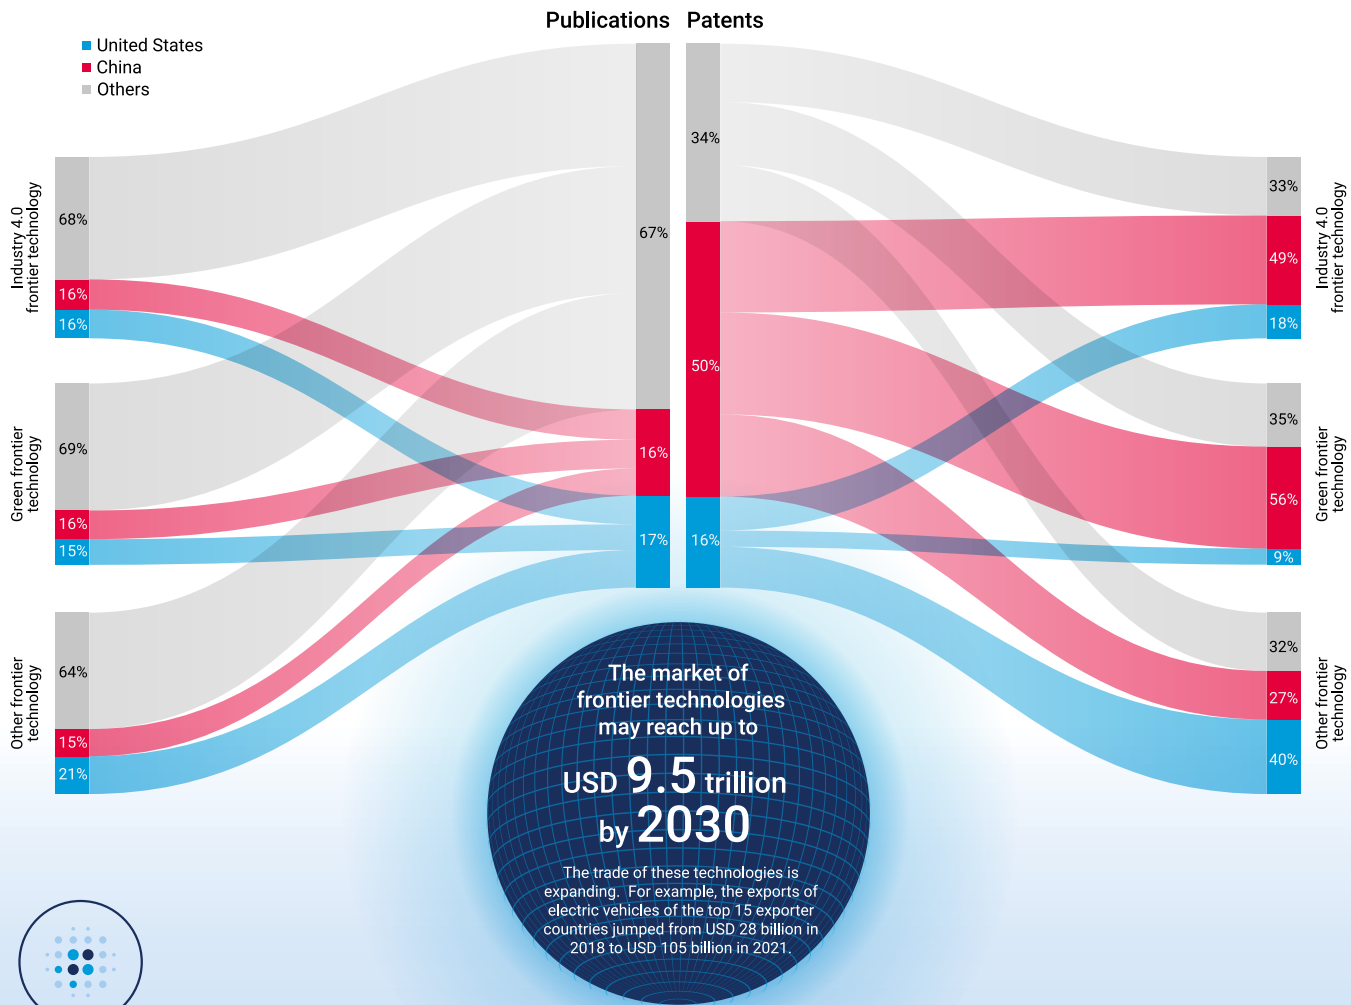 Publications Patents
United States
China
Others
Industry 4.0
frontier technology
68%
16%
16%
Green frontier
technology
69%
16%
15%
Other frontier
technology
64%
15%
21%
67%
16%
17%
34%
50%
16%
33%
49%
18%
Industry 4.0
frontier technology
35%
56%
9%
Green frontier
technology
32%
27%
40%
Other frontier
technology
The market of
frontier technologies
may reach up to
USD 9.5 trillion
by 2030
The trade of these technologies is
expanding. For example, the exports of
electric vehicles of the top 15 exporter
countries jumped from USD 28 billion in
2018 to USD 105 billion in 2021.